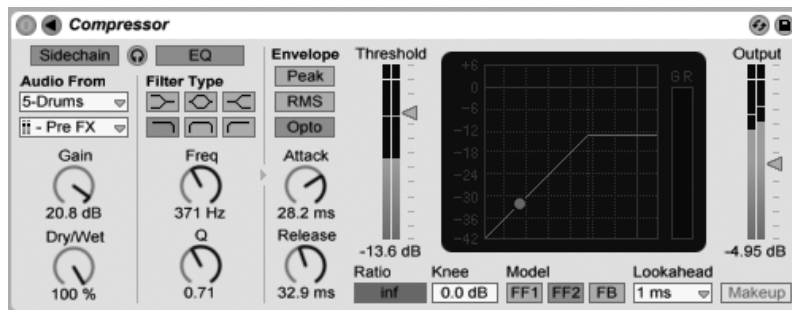 Compressor
Sidechain EQ
Audio From
5-Drums
- Pre FX
Gain
20.8 dB
Dry/Wet
100 %
Filter Type
Freq
371 Hz
Q
0.71
Envelope
Peak
RMS
Opto
Attack
28.2 ms
Release
32.9 ms
Threshold
-13.6 dB
+6
0
-6
-12
-18
-24
-30
-36
-42
GR
Output
-4.95 dB
Ratio
inf
Knee
0.0 dB
Model
FF1 FF2 FB
Lookahead
1 ms
Makeup